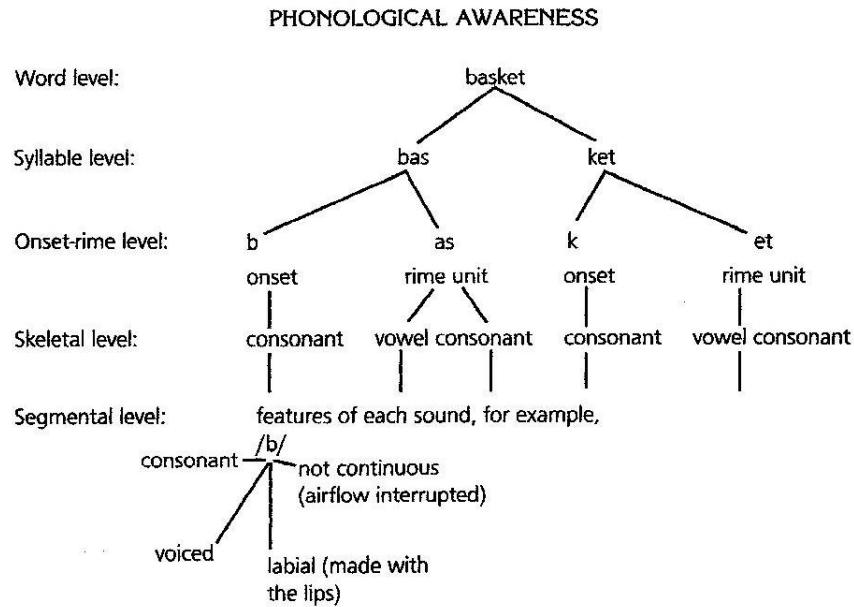 PHONOLOGICAL AWARENESS
Word level: basket
Syllable level: bas ket
Onset-rime level: b as k et
onset rime unit onset rime unit
Skeletal level: consonant vowel consonant consonant vowel consonant
Segmental level: features of each sound, for example,
/b/
consonant not continuous
(airflow interrupted)
voiced labial (made with
the lips)